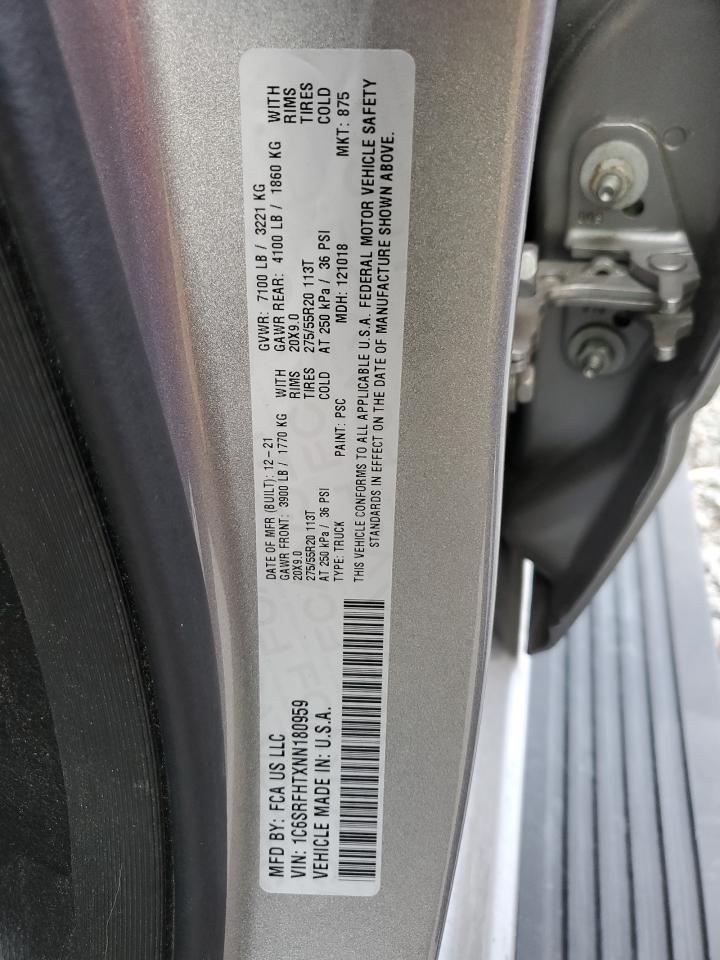 MFD BY: FCA US LLC
VIN: 1C6SRFHTXNN180959
VEHICLE MADE IN: U.S.A.
DATE OF MFR (BUILT): 12-21 GVWR: 7100 LB / 3221 KG
GAWR FRONT: 3900 LB / 1770 KG WITH GAWR REAR: 4100 LB / 1860 KG WITH
20X9.0 RIMS 20X9.0 RIMS
275/55R20 113T TIRES 275/55R20 113T TIRES
AT 250 kPa / 36 PSI COLD AT 250 kPa / 36 PSI COLD
TYPE: TRUCK PAINT: PSC MDH: 121018 MKT: 875
THIS VEHICLE CONFORMS TO ALL APPLICABLE U.S.A. FEDERAL MOTOR VEHICLE SAFETY
STANDARDS IN EFFECT ON THE DATE OF MANUFACTURE SHOWN ABOVE.